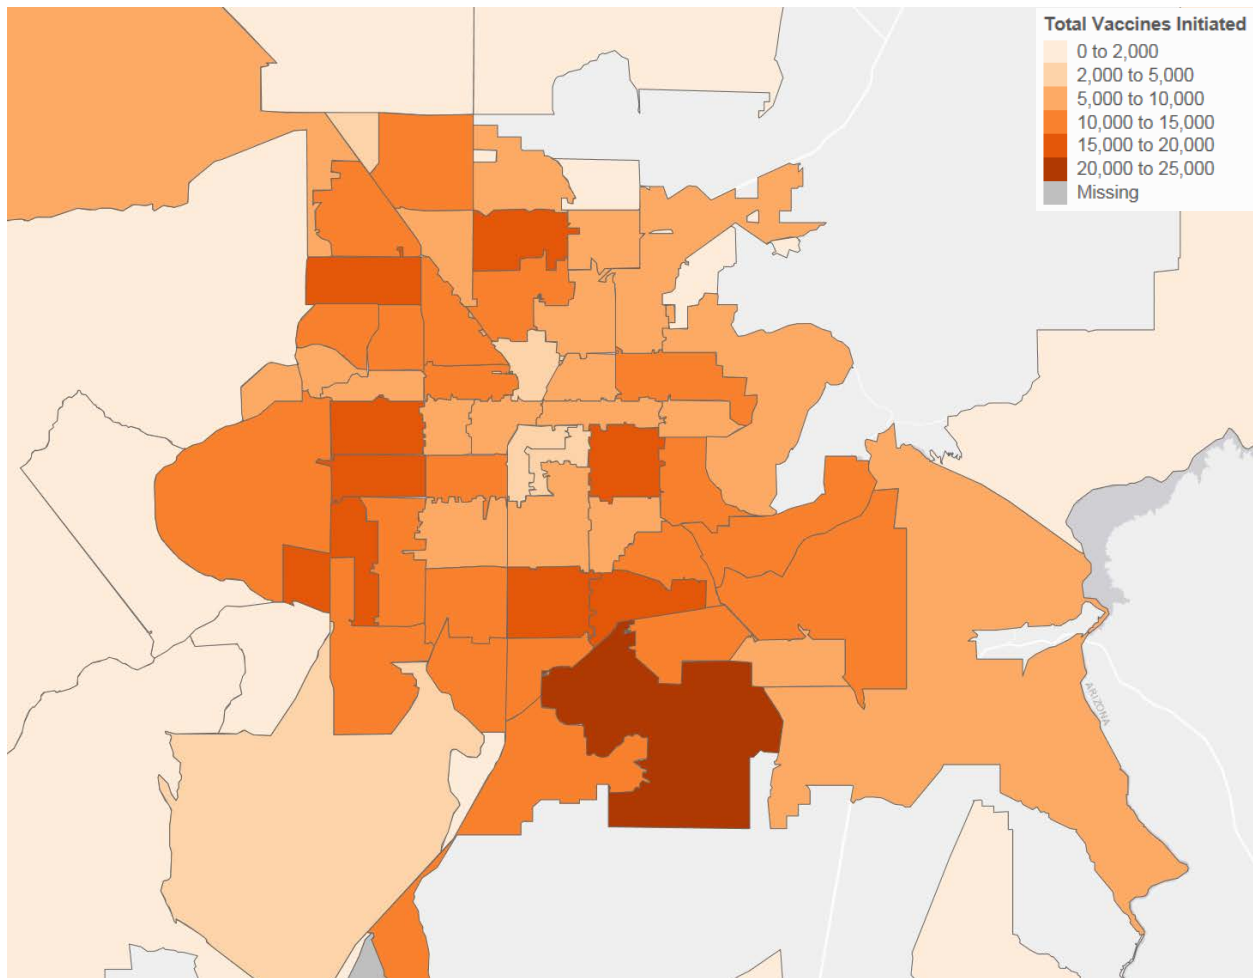 Total Vaccines Initiated
0 to 2,000
2,000 to 5,000
5,000 to 10,000
10,000 to 15,000
15,000 to 20,000
20,000 to 25,000
Missing
ARIZONA